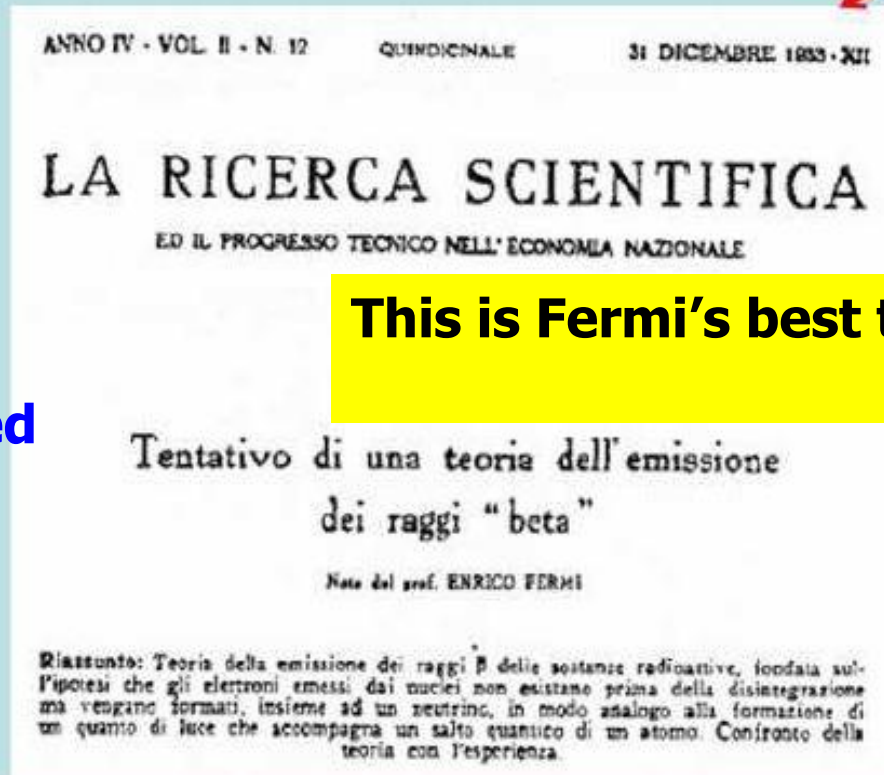 ANNO IV - VOL. II - N. 12 QUINDICINALE 31 DICEMBRE 1933 - XII
LA RICERCA SCIENTIFICA
ED IL PROGRESSO TECNICO NELL' ECONOMIA NAZIONALE
This is Fermi's best t
ed
Tentativo di una teoria dell' emissione
dei raggi "beta"
Nota del prof. ENRICO FERMI
Riassunto: Teoria della emissione dei raggi β delle sostanze radioattive, fondata sul-
l'ipotesi che gli elettroni emessi dai nuclei non esistano prima della disintegrazione
ma vengano formati, insieme ad un neutrino, in modo analogo alla formazione di
un quanto di luce che accompagna un salto quantico di un atomo. Confronto della
teoria con l'esperienza.